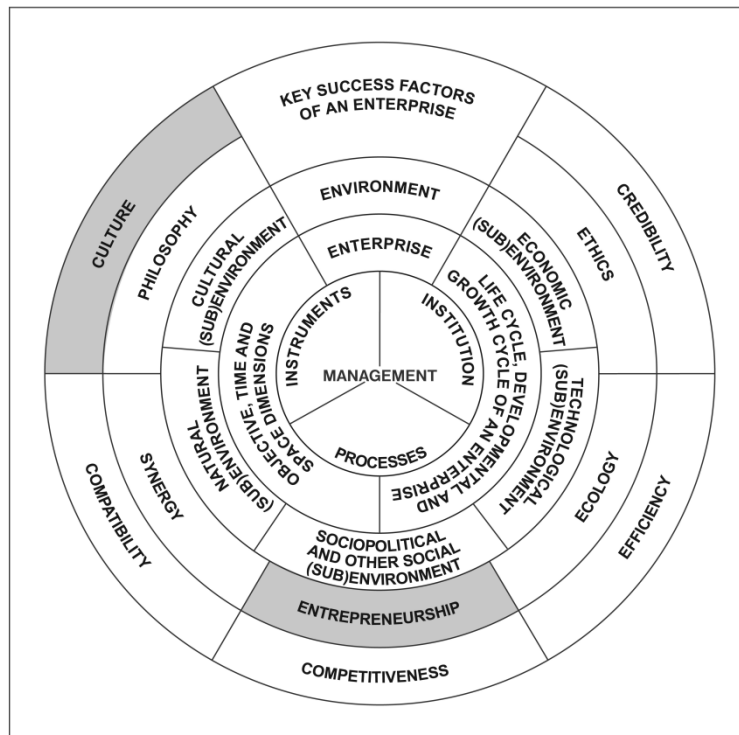 KEY SUCCESS FACTORS
OF AN ENTERPRISE
ENVIRONMENT
ENTERPRISE
CULTURE
PHILOSOPHY
CULTURAL
(SUB)ENVIRONMENT
ECONOMIC
(SUB)ENVIRONMENT
ETHICS
CREDIBILITY
INSTRUMENTS
INSTITUTION
MANAGEMENT
PROCESSES
OBJECTIVE, TIME AND
SPACE DIMENSIONS
LIFE CYCLE, DEVELOPMENTAL AND
GROWTH CYCLE OF AN ENTERPRISE
NATURAL
(SUB)ENVIRONMENT
TECHNOLOGICAL
(SUB)ENVIRONMENT
SYNERGY
COMPATIBILITY
ECOLOGY
EFFICIENCY
SOCIOPOLITICAL
AND OTHER SOCIAL
(SUB)ENVIRONMENT
ENTREPRENEURSHIP
COMPETITIVENESS